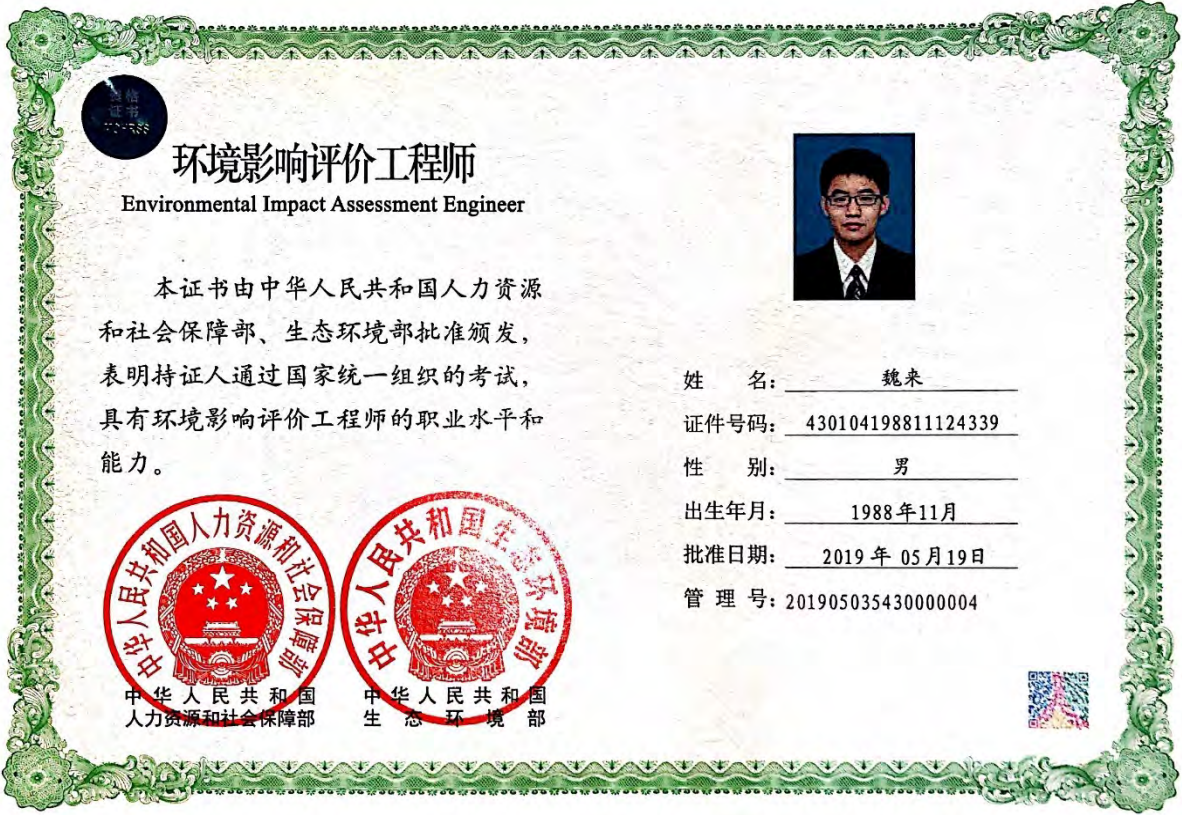 资格
证书
MOHRSS
环境影响评价工程师
Environmental Impact Assessment Engineer
本证书由中华人民共和国人力资源
和社会保障部、生态环境部批准颁发，
表明持证人通过国家统一组织的考试，
具有环境影响评价工程师的职业水平和
能力。
中华人民共和国人力资源和社会保障部
中华人民共和国生态环境部
中华人民共和国
人力资源和社会保障部
中华人民共和国
生态环境部
姓 名： 魏来
证件号码： 430104198811124339
性 别： 男
出生年月： 1988年11月
批准日期： 2019年 05月19日
管 理 号： 201905035430000004